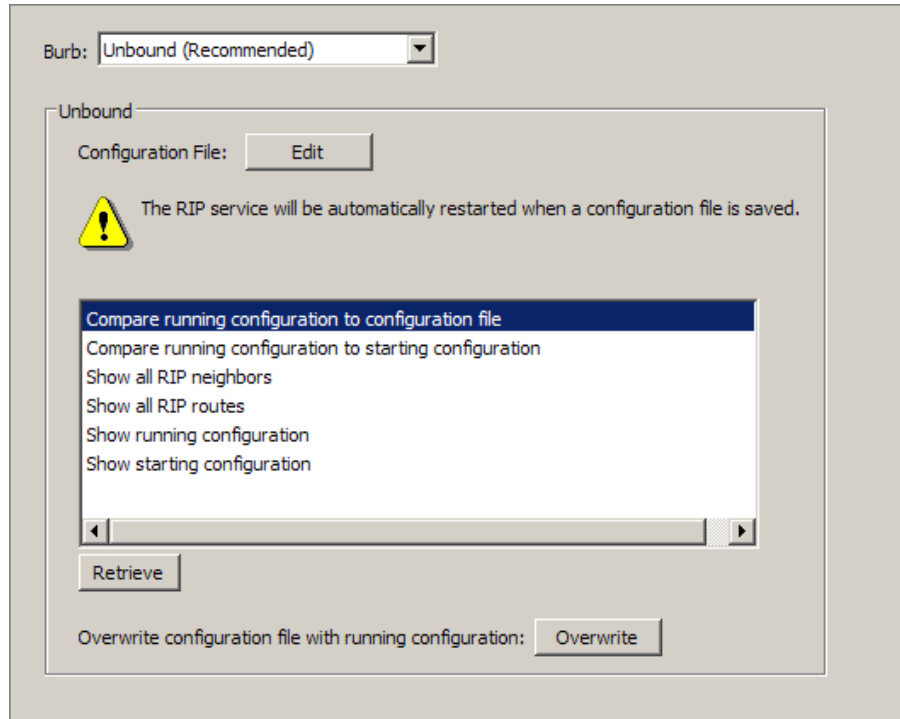 Burb: Unbound (Recommended)
Unbound
Configuration File: Edit
The RIP service will be automatically restarted when a configuration file is saved.
Compare running configuration to configuration file
Compare running configuration to starting configuration
Show all RIP neighbors
Show all RIP routes
Show running configuration
Show starting configuration
Retrieve
Overwrite configuration file with running configuration: Overwrite